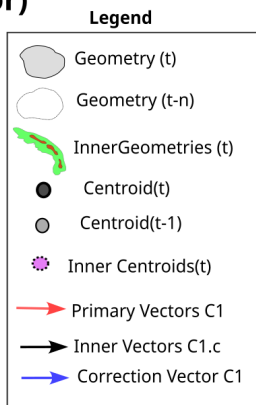 Legend
Geometry (t)
Geometry (t-n)
InnerGeometries (t)
Centroid(t)
Centroid(t-1)
Inner Centroids(t)
Primary Vectors C1
Inner Vectors C1.c
Correction Vector C1